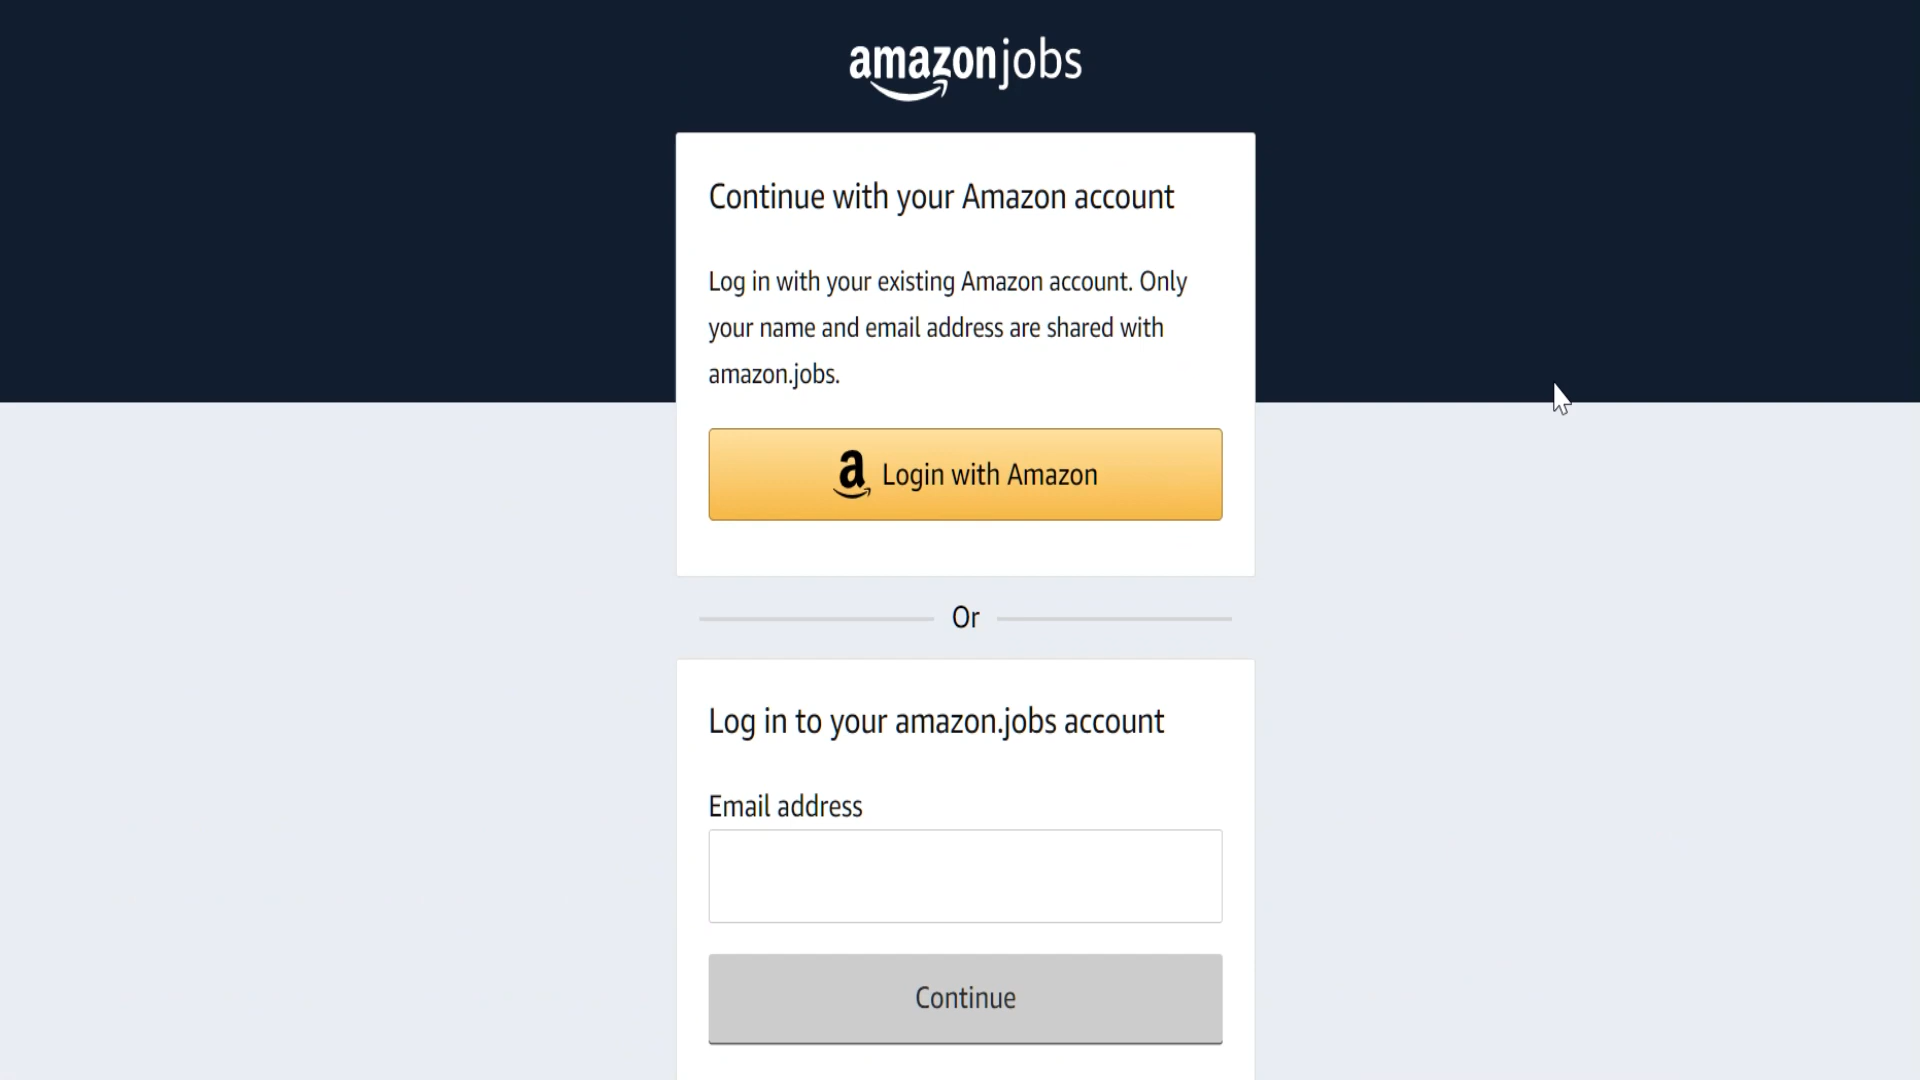 amazonjobs
Continue with your Amazon account
Log in with your existing Amazon account. Only
your name and email address are shared with
amazon.jobs.
a Login with Amazon
Or
Log in to your amazon.jobs account
Email address
Continue